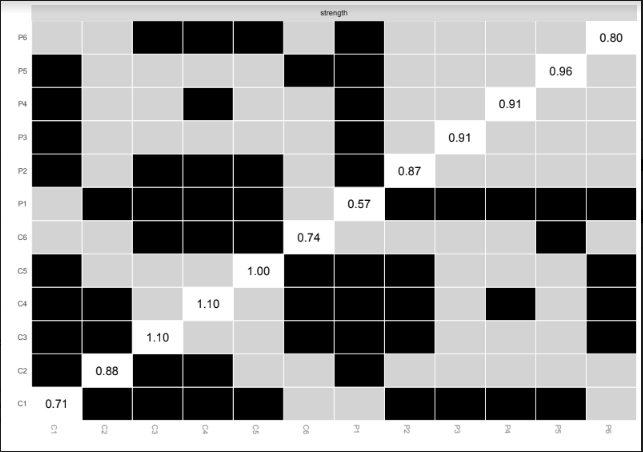 strength
P6 0.80
P5 0.96
P4 0.91
P3 0.91
P2 0.87
P1 0.57
C6 0.74
C5 1.00
C4 1.10
C3 1.10
C2 0.88
C1 0.71
C1 C2 C3 C4 C5 C6 P1 P2 P3 P4 P5 P6